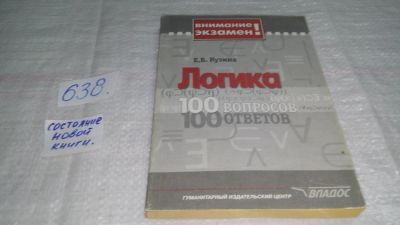 638.
состояние
новой
книги.
внимание
экзамен!
Е.Б. Кузина
Логика
100 ВОПРОСОВ
100 ОТВЕТОВ
ГУМАНИТАРНЫЙ ИЗДАТЕЛЬСКИЙ ЦЕНТР
ВЛАДОС